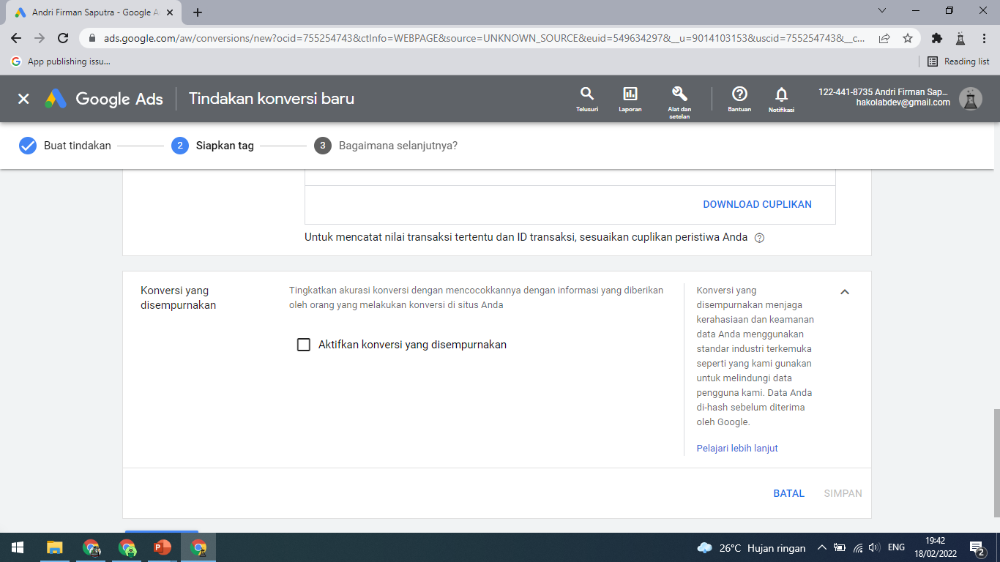 Andri Firman Saputra - Google A
ads.google.com/aw/conversions/new?ocid=755254743&ctInfo=WEBPAGE&source=UNKNOWN_SOURCE&euid=549634297&__u=9014103153&uscid=755254743&__c...
App publishing issu...
Reading list
Google Ads
Tindakan konversi baru
Telusuri
Laporan
Alat dan
setelan
Bantuan
Notifikasi
122-441-8735 Andri Firman Sap...
hakolabdev@gmail.com
Buat tindakan
2
Siapkan tag
3
Bagaimana selanjutnya?
DOWNLOAD CUPLIKAN
Untuk mencatat nilai transaksi tertentu dan ID transaksi, sesuaikan cuplikan peristiwa Anda
Konversi yang
disempurnakan
Tingkatkan akurasi konversi dengan mencocokkannya dengan informasi yang diberikan
oleh orang yang melakukan konversi di situs Anda
Aktifkan konversi yang disempurnakan
Konversi yang
disempurnakan menjaga
kerahasiaan dan keamanan
data Anda menggunakan
standar industri terkemuka
seperti yang kami gunakan
untuk melindungi data
pengguna kami. Data Anda
di-hash sebelum diterima
oleh Google.
Pelajari lebih lanjut
BATAL
SIMPAN
26°C Hujan ringan
ENG
19:42
18/02/2022
2